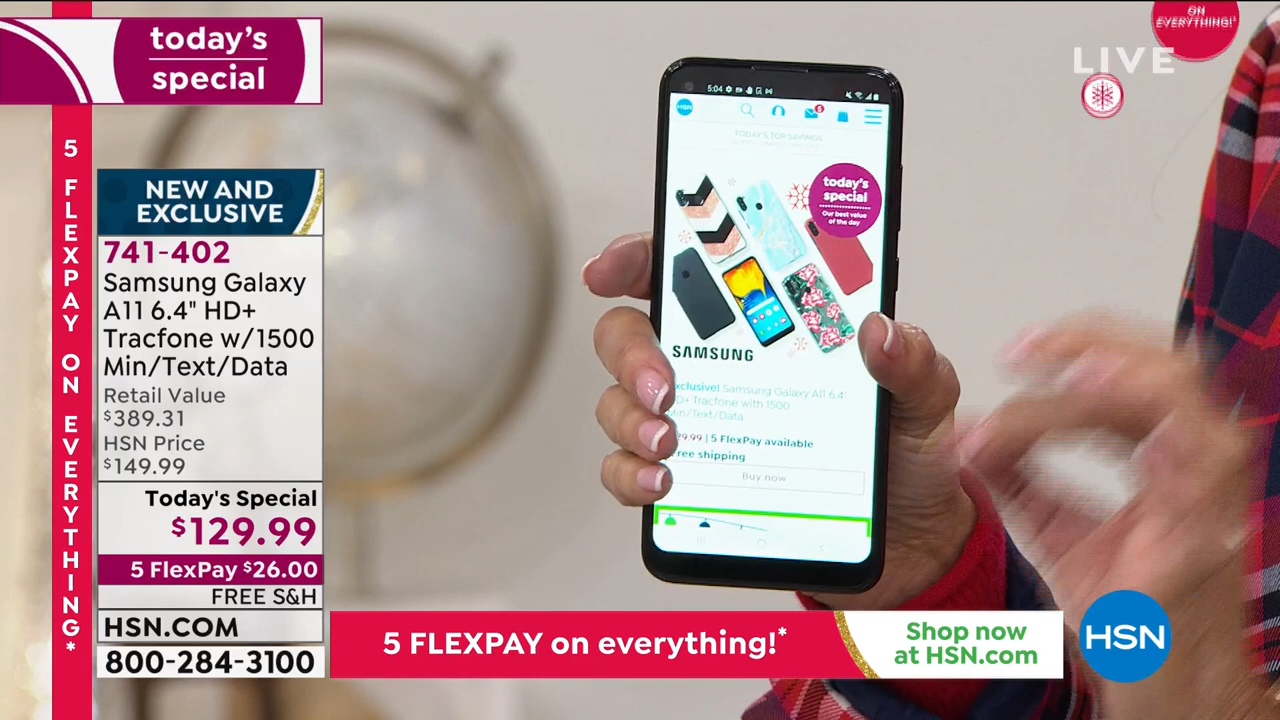 today's
special
5 FLEXPAY ON EVERYTHING*
NEW AND
EXCLUSIVE
741-402
Samsung Galaxy
A11 6.4" HD+
Tracfone w/1500
Min/Text/Data
Retail Value
$389.31
HSN Price
$149.99
Today's Special
$129.99
5 FlexPay $26.00
FREE S&H
HSN.COM
800-284-3100
5 FLEXPAY on everything!*
Shop now
at HSN.com
HSN
ON
EVERYTHING!
LIVE
5:04
HSN
TODAY'S TOP SAVINGS
today's
special
Our best value
of the day
SAMSUNG
xclusive! Samsung Galaxy A11 6.4"
D+ Tracfone with 1500
Min/Text/Data
29.99 | 5 FlexPay available
ree shipping
Buy now